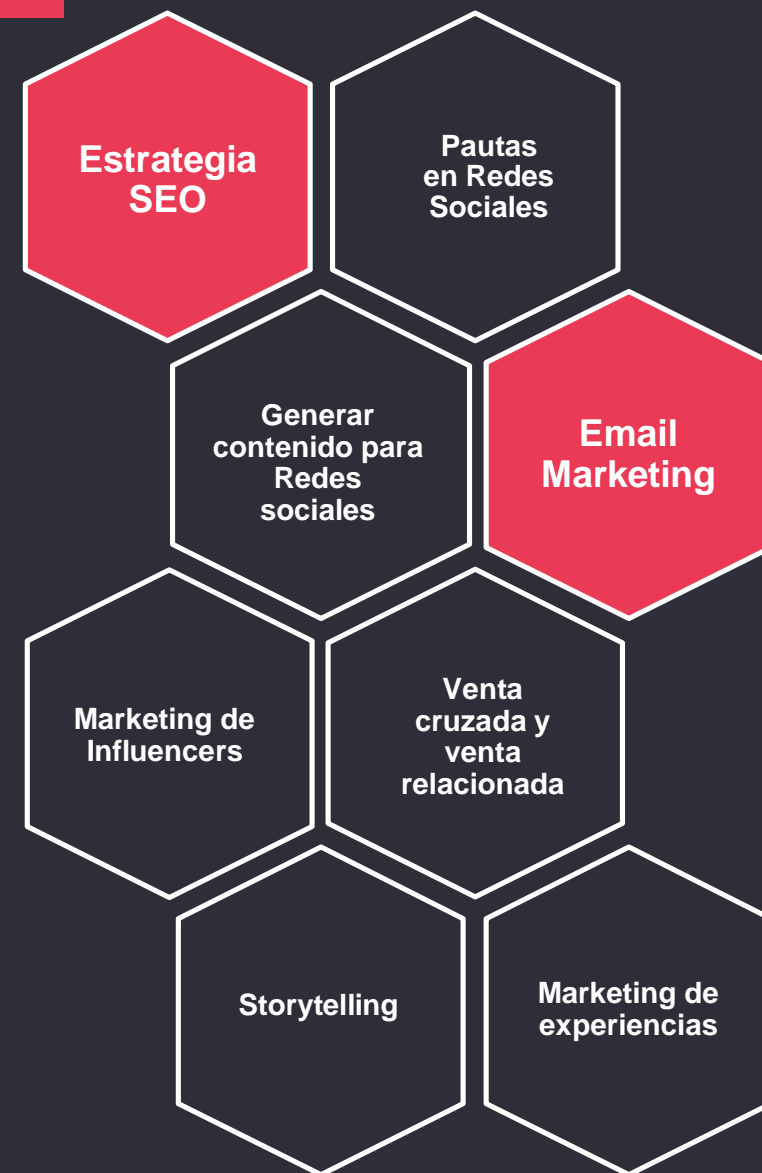 Estrategia
SEO
Pautas
en Redes
Sociales
Generar
contenido para
Redes
sociales
Email
Marketing
Marketing de
Influencers
Venta
cruzada y
venta
relacionada
Storytelling
Marketing de
experiencias